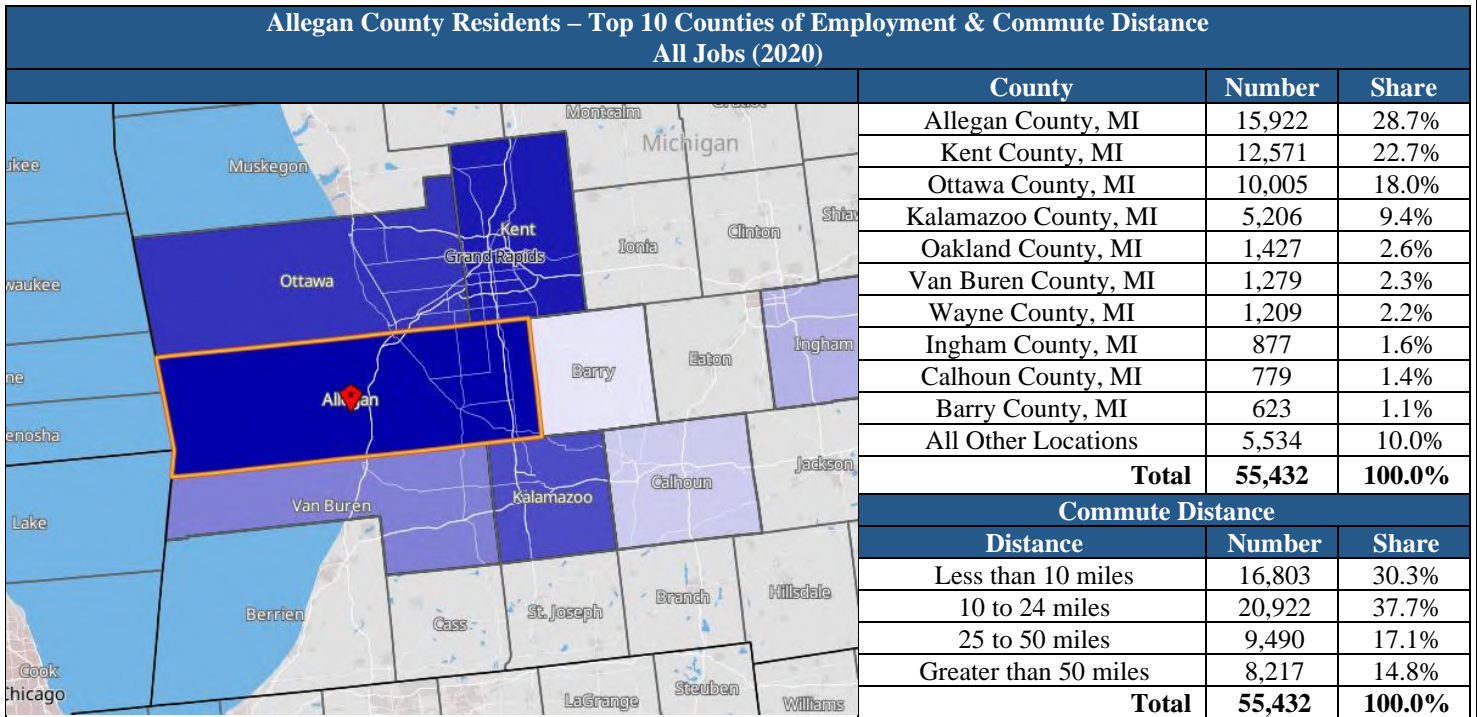 Allegan County Residents – Top 10 Counties of Employment & Commute Distance
All Jobs (2020)
County Number Share
Allegan County, MI 15,922 28.7%
Kent County, MI 12,571 22.7%
Ottawa County, MI 10,005 18.0%
Kalamazoo County, MI 5,206 9.4%
Oakland County, MI 1,427 2.6%
Van Buren County, MI 1,279 2.3%
Wayne County, MI 1,209 2.2%
Ingham County, MI 877 1.6%
Calhoun County, MI 779 1.4%
Barry County, MI 623 1.1%
All Other Locations 5,534 10.0%
Total 55,432 100.0%
Commute Distance
Distance Number Share
Less than 10 miles 16,803 30.3%
10 to 24 miles 20,922 37.7%
25 to 50 miles 9,490 17.1%
Greater than 50 miles 8,217 14.8%
Total 55,432 100.0%
Montcalm
Michigan
ukee
Muskegon
Shiaw
Kent
Clinton
Ionia
Grand Rapids
waukee
Ottawa
Ingham
Eaton
Barry
ne
Allegan
enosha
Jackson
Calhoun
Kalamazoo
Van Buren
Lake
Hillsdale
Branch
St. Joseph
Berrien
Cass
Cook
Chicago
Steuben
LaGrange
Williams